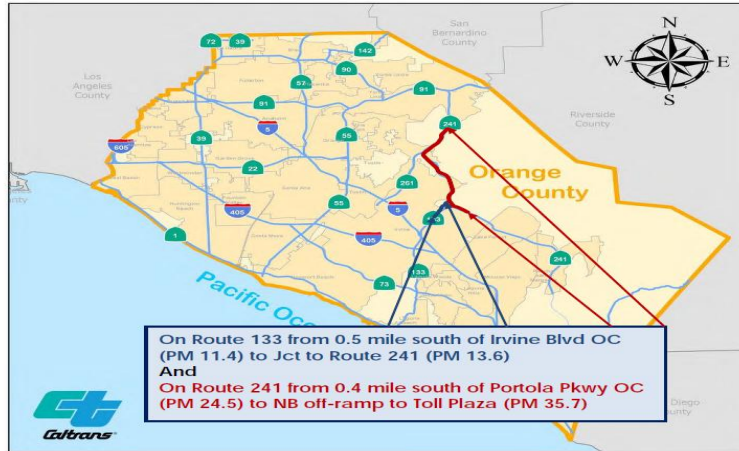 San
Bernardino
County
N
W E
S
72 39
142
90
57
91
91
Los
Angeles
County
5
241
Riverside
County
39
55
605
22
Orange
County
261
55
405
5
133
1
405
241
73
133
Pacific Oce
On Route 133 from 0.5 mile south of Irvine Blvd OC
(PM 11.4) to Jct to Route 241 (PM 13.6)
And
On Route 241 from 0.4 mile south of Portola Pkwy OC
(PM 24.5) to NB off-ramp to Toll Plaza (PM 35.7)
Diego
County
Caltrans